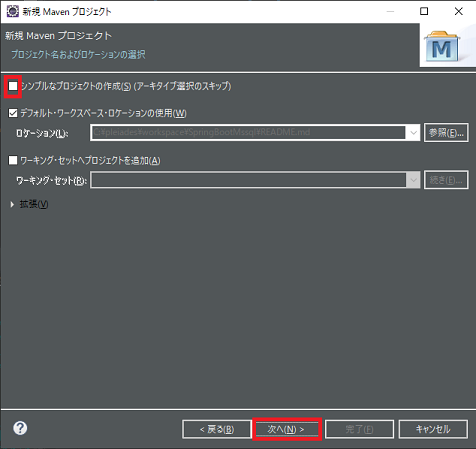 新規 Maven プロジェクト
新規 Maven プロジェクト
プロジェクト名およびロケーションの選択
M
シンプルなプロジェクトの作成(S) (アーキタイプ選択のスキップ)
デフォルト・ワークスペース・ロケーションの使用(W)
ロケーション(L): C:¥pleiades¥workspace¥SpringBootMssql¥README.md 参照(E)...
ワーキング・セットへプロジェクトを追加(A)
ワーキング・セット(R): 続き(E)...
拡張(V)
? < 戻る(B) 次へ(N) > 完了(F) キャンセル